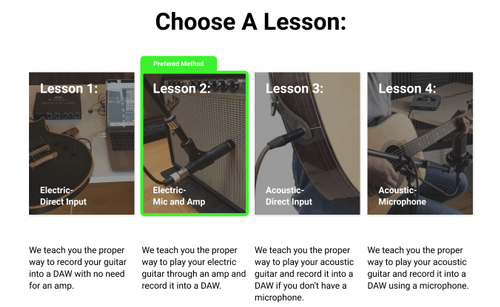 Choose A Lesson:
Prefered Method
Lesson 1:
Electric-
Direct Input
We teach you the proper
way to record your guitar
into a DAW with no need
for an amp.
Lesson 2:
Electric-
Mic and Amp
We teach you the proper
way to play your electric
guitar through an amp and
record it into a DAW.
Lesson 3:
Acoustic-
Direct Input
We teach you the proper
way to play your acoustic
guitar and record it into a
DAW if you don’t have a
microphone.
Lesson 4:
Acoustic-
Microphone
We teach you the proper
way to play your acoustic
guitar and record it into a
DAW using a microphone.